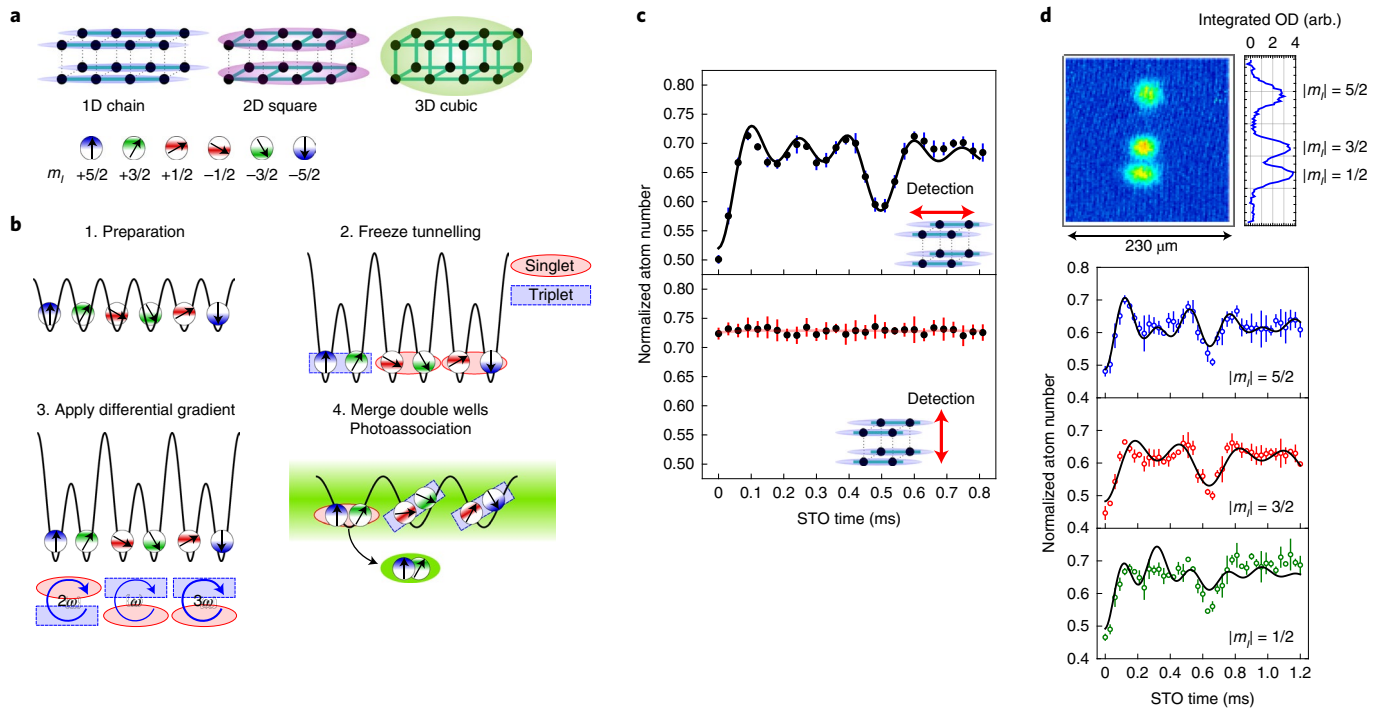 a
1D chain 2D square 3D cubic
m_I +5/2 +3/2 +1/2 −1/2 −3/2 −5/2
b
1. Preparation
2. Freeze tunnelling
Singlet
Triplet
3. Apply differential gradient
2ω ω 3ω
4. Merge double wells
Photoassociation
c
Normalized atom number
0.80
0.75
0.70
0.65
0.60
0.55
0.50
Detection
0.80
0.75
0.70
0.65
0.60
0.55
0.50
Detection
0 0.1 0.2 0.3 0.4 0.5 0.6 0.7 0.8
STO time (ms)
d
Integrated OD (arb.)
0 2 4
|m_I| = 5/2
|m_I| = 3/2
|m_I| = 1/2
230 μm
Normalized atom number
0.8
0.7
0.6
0.5
0.4
|m_I| = 5/2
0.7
0.6
0.5
0.4
|m_I| = 3/2
0.7
0.6
0.5
0.4
|m_I| = 1/2
0 0.2 0.4 0.6 0.8 1.0 1.2
STO time (ms)